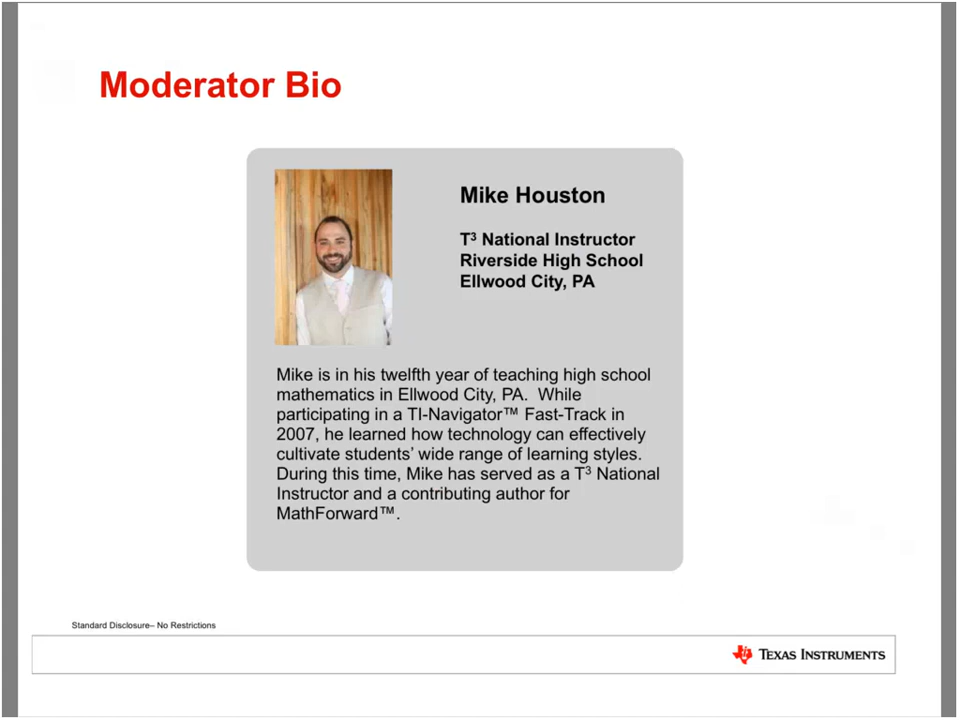 Moderator Bio
Mike Houston
T³ National Instructor
Riverside High School
Ellwood City, PA
Mike is in his twelfth year of teaching high school
mathematics in Ellwood City, PA.  While
participating in a TI-Navigator™ Fast-Track in
2007, he learned how technology can effectively
cultivate students’ wide range of learning styles.
During this time, Mike has served as a T³ National
Instructor and a contributing author for
MathForward™.
Standard Disclosure– No Restrictions
TEXAS INSTRUMENTS